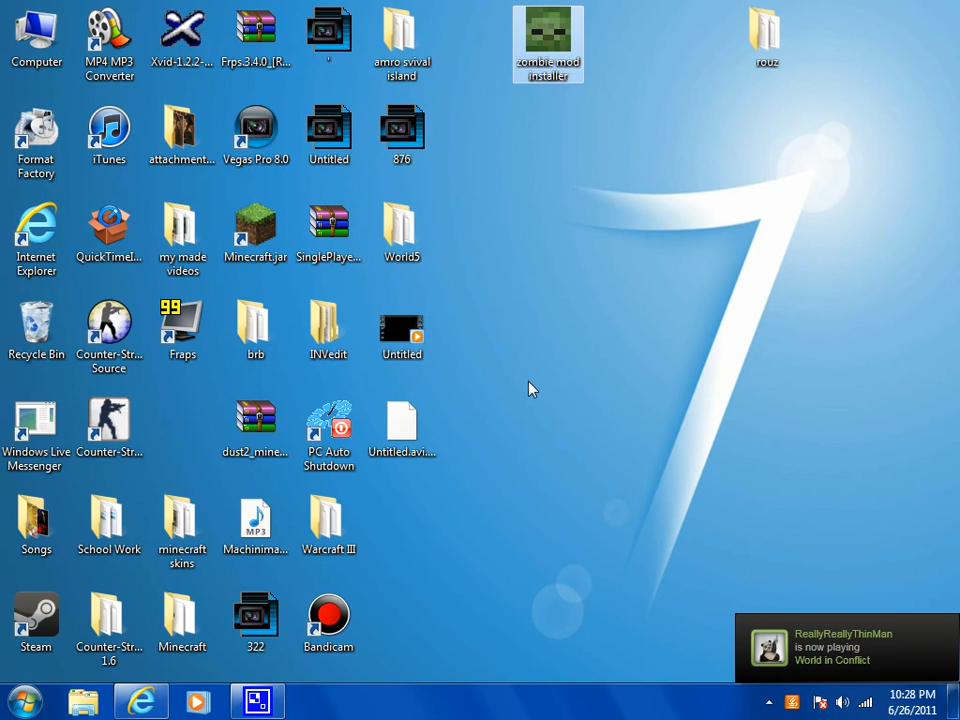 Computer
MP4 MP3
Converter
Xvid-1.2.2-...
Frps.3.4.0_[R...
amro svival
island
zombie mod
installer
rouz
Format
Factory
iTunes
attachment...
Vegas Pro 8.0
Untitled
876
Internet
Explorer
QuickTimeI...
my made
videos
Minecraft.jar
SinglePlaye...
World5
99
Recycle Bin
Counter-Str...
Source
Fraps
brb
INVedit
Untitled
Windows Live
Messenger
Counter-Str...
dust2_mine...
PC Auto
Shutdown
Untitled.avi....
Songs
School Work
minecraft
skins
MP3
Machinima...
Warcraft III
Steam
Counter-Str...
1.6
Minecraft
322
Bandicam
7
ReallyReallyThinMan
is now playing
World in Conflict
10:28 PM
6/26/2011